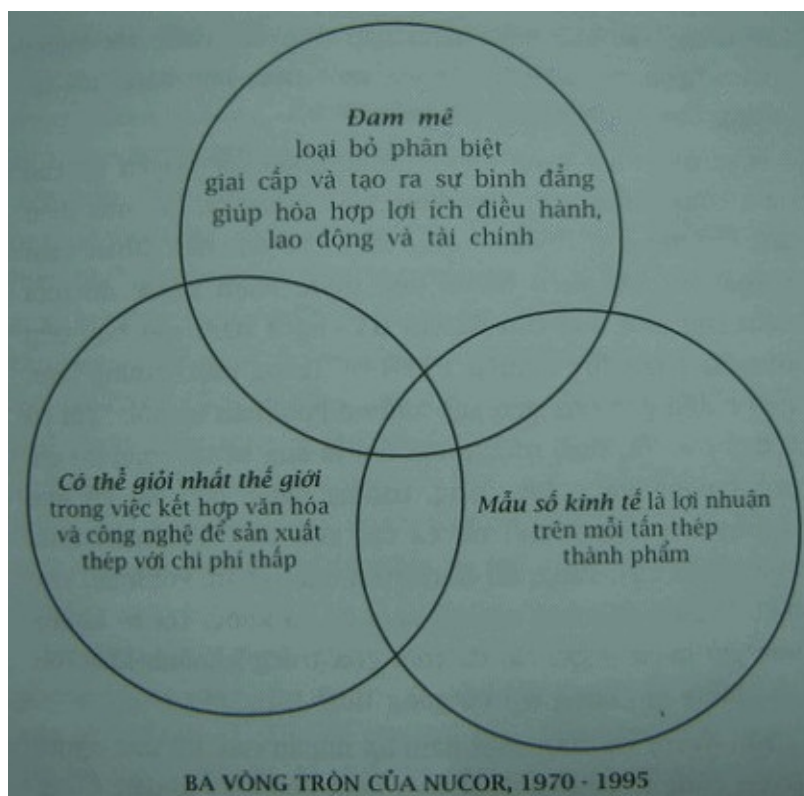 Đam mê
loại bỏ phân biệt
giai cấp và tạo ra sự bình đẳng
giúp hòa hợp lợi ích điều hành,
lao động và tài chính
Có thể giỏi nhất thế giới
trong việc kết hợp văn hóa
và công nghệ để sản xuất
thép với chi phí thấp
Mẫu số kinh tế là lợi nhuận
trên mỗi tấn thép
thành phẩm
BA VÒNG TRÒN CỦA NUCOR, 1970 - 1995